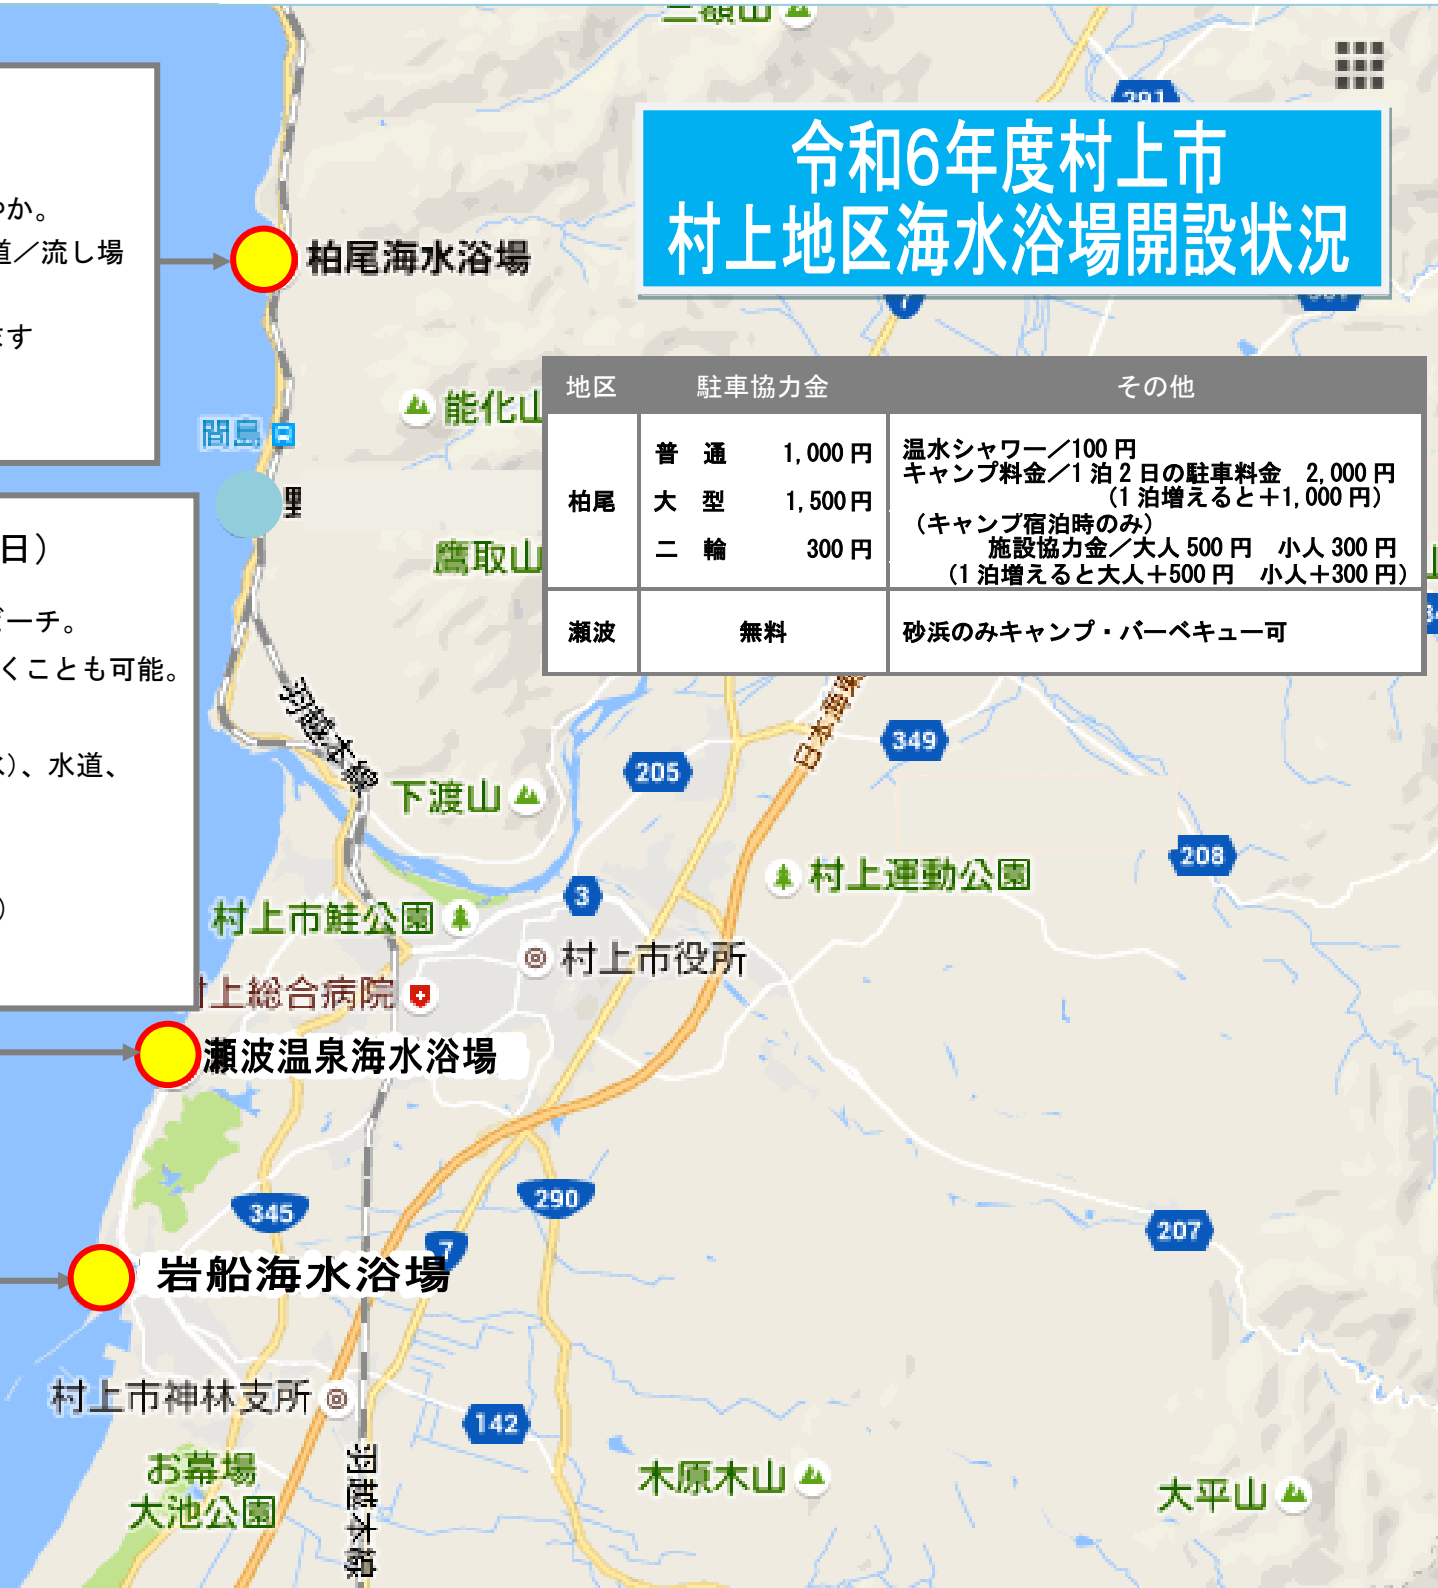 三額山
291
令和6年度村上市
村上地区海水浴場開設状況
やか。
道／流し場
ます
柏尾海水浴場
7
能化山
間島
地区 駐車協力金 その他
柏尾
普 通 1,000円
大 型 1,500円
二 輪 300円
温水シャワー／100円
キャンプ料金／1泊2日の駐車料金 2,000円
（1泊増えると＋1,000円）
（キャンプ宿泊時のみ）
施設協力金／大人500円 小人300円
（1泊増えると大人＋500円 小人＋300円）
瀬波 無料 砂浜のみキャンプ・バーベキュー可
鷹取山
日）
ビーチ。
くことも可能。
水）、水道、
）
羽越本線
日本海東
349
205
下渡山
208
村上運動公園
3
村上市鮭公園
村上市役所
村上総合病院
瀬波温泉海水浴場
345
290
207
7
岩船海水浴場
村上市神林支所
142
お幕場
大池公園
羽越本線
木原木山
大平山